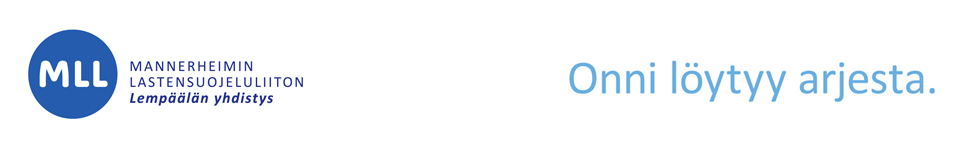 MLL
MANNERHEIMIN
LASTENSUOJELULIITON
Lempäälän yhdistys
Onni löytyy arjesta.